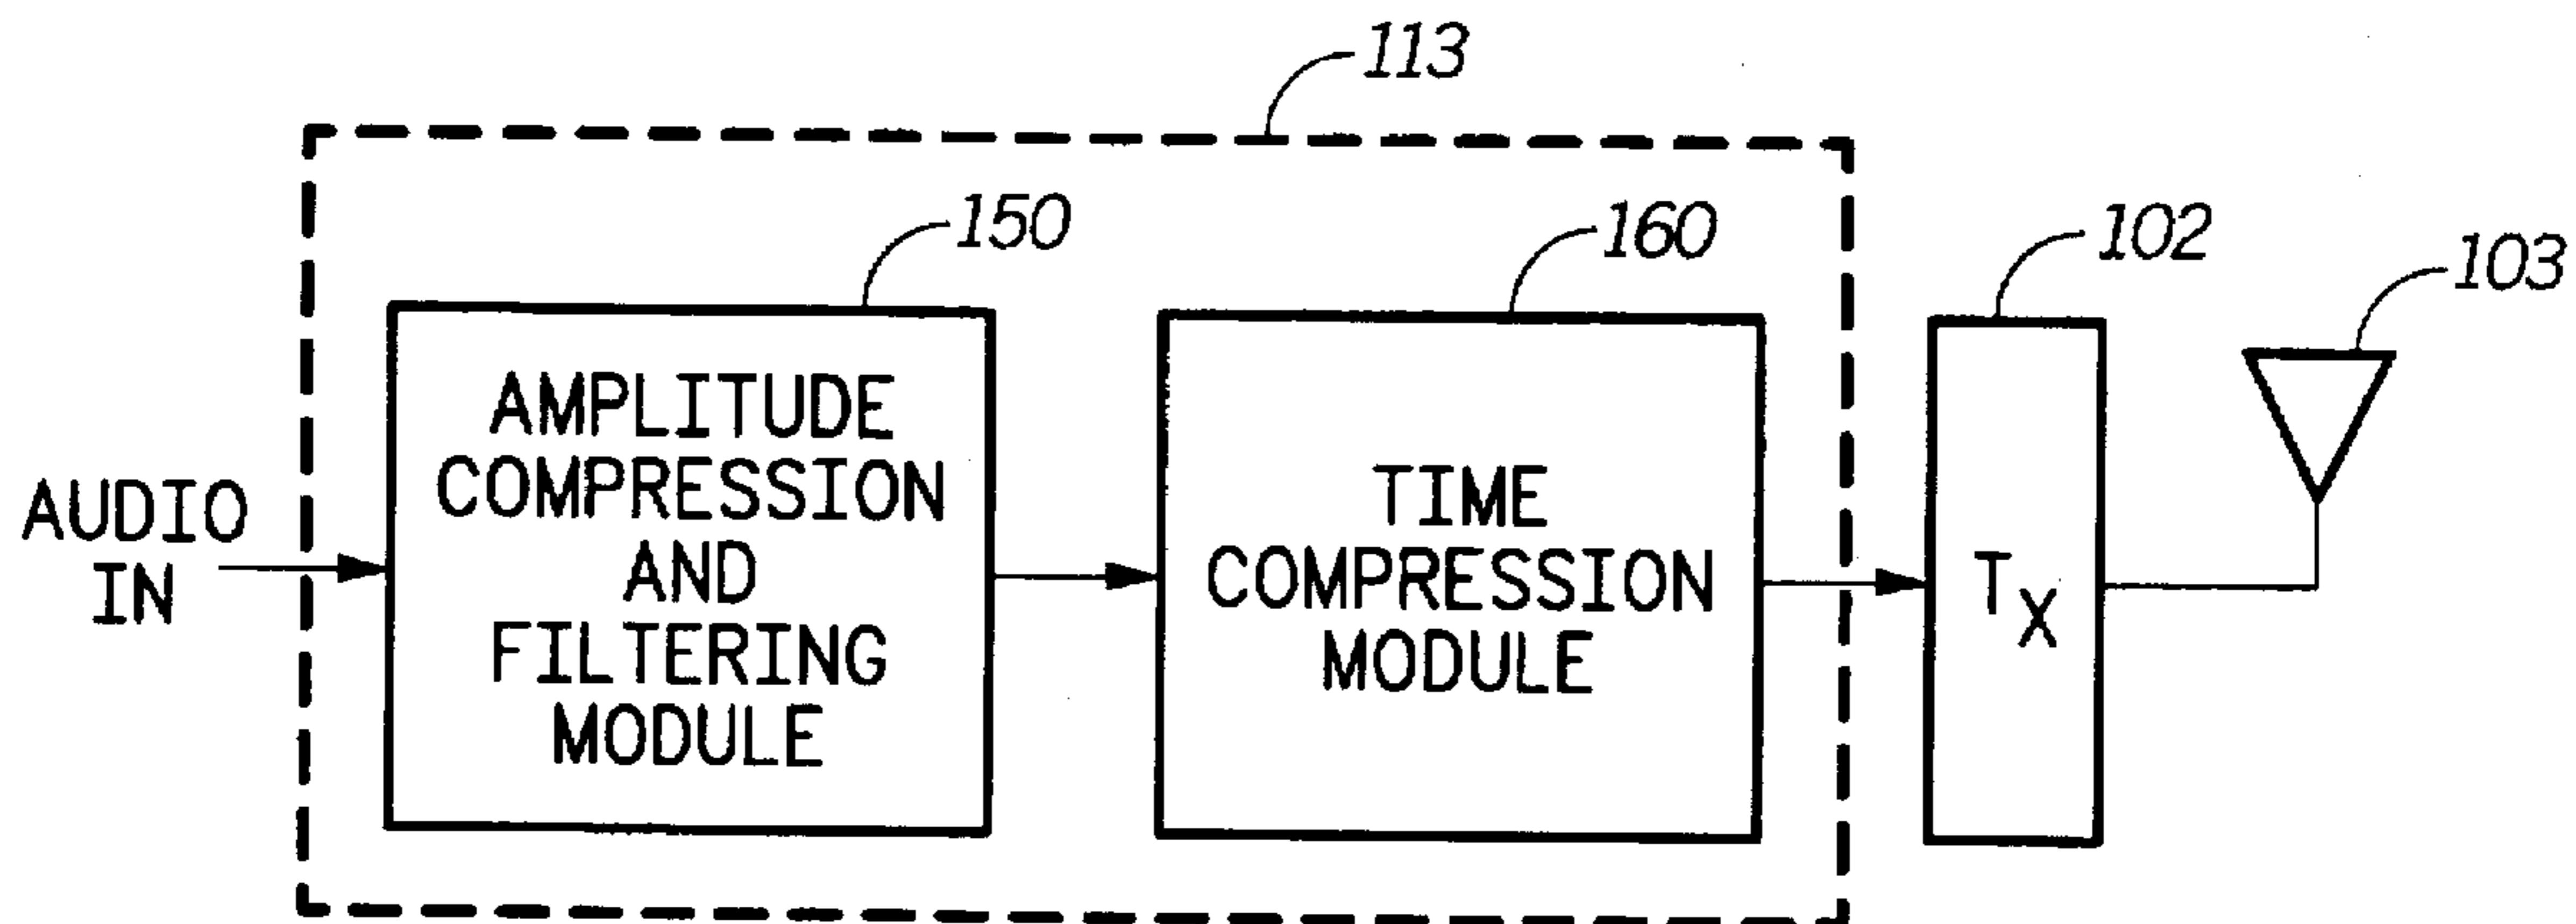 113
150
160
102
103
AUDIO
IN
AMPLITUDE
COMPRESSION
AND
FILTERING
MODULE
TIME
COMPRESSION
MODULE
TX